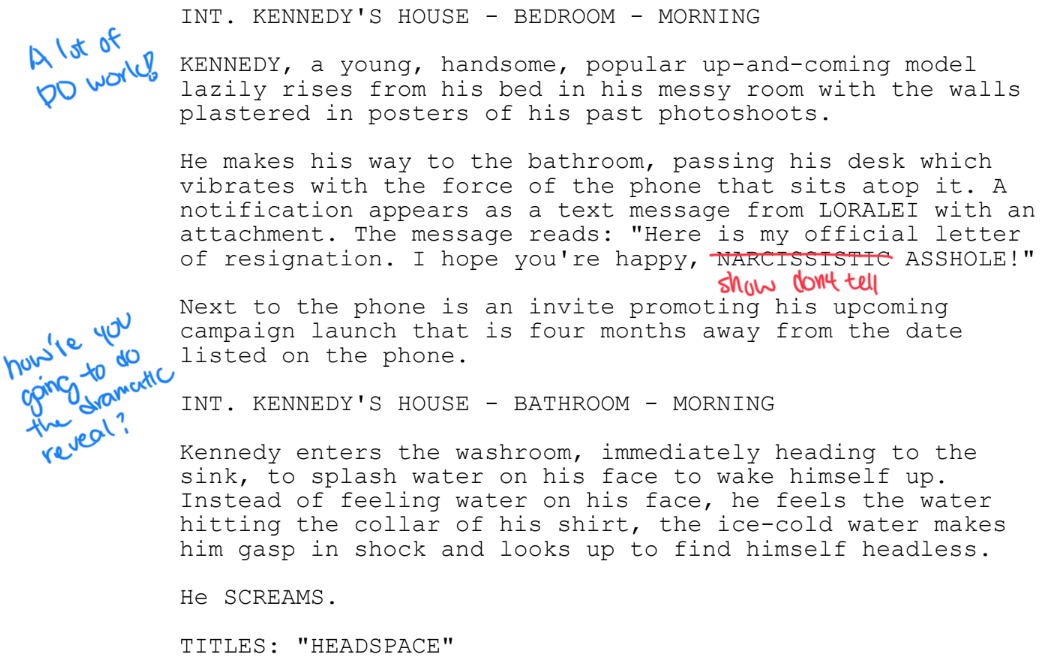 INT. KENNEDY'S HOUSE - BEDROOM - MORNING
A lot of
PD work!
KENNEDY, a young, handsome, popular up-and-coming model
lazily rises from his bed in his messy room with the walls
plastered in posters of his past photoshoots.
He makes his way to the bathroom, passing his desk which
vibrates with the force of the phone that sits atop it. A
notification appears as a text message from LORALEI with an
attachment. The message reads: "Here is my official letter
of resignation. I hope you're happy, NARCISSISTIC ASSHOLE!"
show don't tell
Next to the phone is an invite promoting his upcoming
campaign launch that is four months away from the date
listed on the phone.
how're you
going to do
the dramatic
reveal?
INT. KENNEDY'S HOUSE - BATHROOM - MORNING
Kennedy enters the washroom, immediately heading to the
sink, to splash water on his face to wake himself up.
Instead of feeling water on his face, he feels the water
hitting the collar of his shirt, the ice-cold water makes
him gasp in shock and looks up to find himself headless.
He SCREAMS.
TITLES: "HEADSPACE"